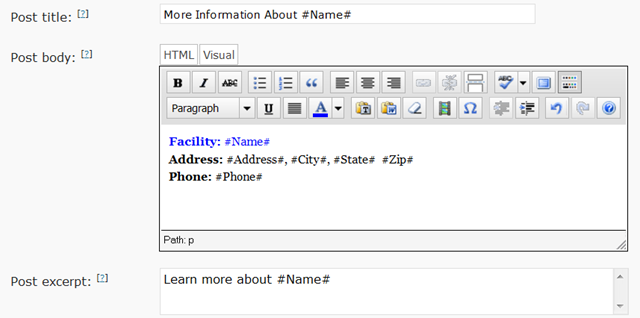 Post title: [?]
More Information About #Name#
Post body: [?]
HTML Visual
B I ABC
Paragraph U A
Facility: #Name#
Address: #Address#, #City#, #State# #Zip#
Phone: #Phone#
Path: p
Post excerpt: [?]
Learn more about #Name#